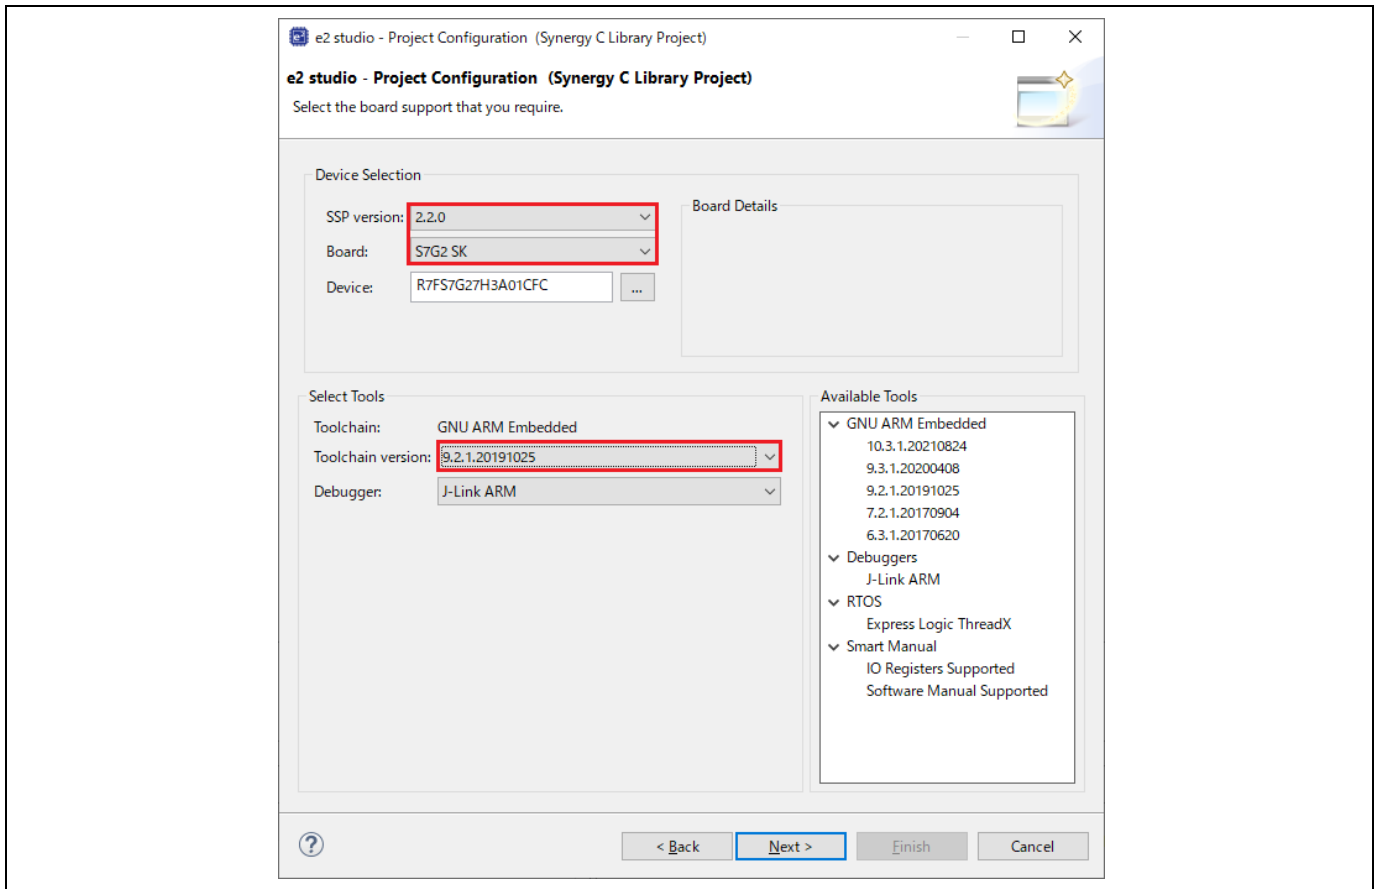 e2 studio - Project Configuration (Synergy C Library Project)
e2 studio - Project Configuration (Synergy C Library Project)
Select the board support that you require.
Device Selection
SSP version: 2.2.0
Board: S7G2 SK
Device: R7FS7G27H3A01CFC ...
Board Details
Select Tools
Toolchain: GNU ARM Embedded
Toolchain version: 9.2.1.20191025
Debugger: J-Link ARM
Available Tools
GNU ARM Embedded
10.3.1.20210824
9.3.1.20200408
9.2.1.20191025
7.2.1.20170904
6.3.1.20170620
Debuggers
J-Link ARM
RTOS
Express Logic ThreadX
Smart Manual
IO Registers Supported
Software Manual Supported
? < Back Next > Finish Cancel